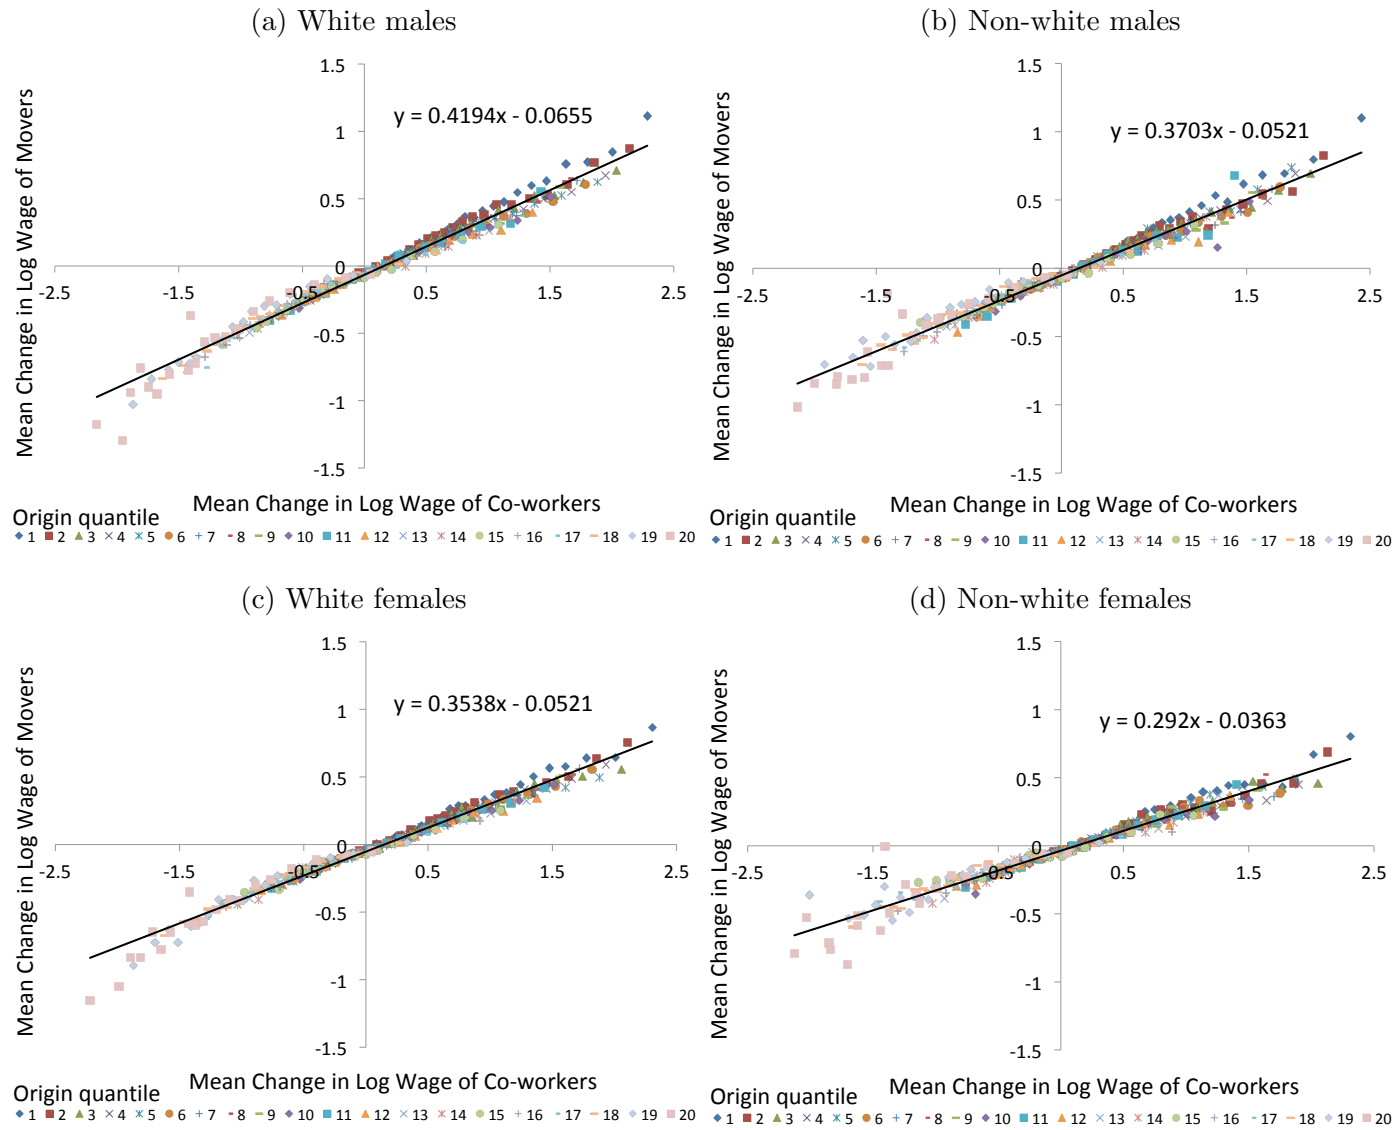 (a) White males
Mean Change in Log Wage of Movers
1.5
y = 0.4194x - 0.0655
1
0.5
0
-2.5 -1.5 -0.5 0.5 1.5 2.5
-0.5
-1
-1.5
Mean Change in Log Wage of Co-workers
Origin quantile
1 2 3 4 5 6 7 8 9 10 11 12 13 14 15 16 17 18 19 20
(b) Non-white males
Mean Change in Log Wage of Movers
1.5
y = 0.3703x - 0.0521
1
0.5
0
-2.5 -1.5 -0.5 0.5 1.5 2.5
-0.5
-1
-1.5
Mean Change in Log Wage of Co-workers
Origin quantile
1 2 3 4 5 6 7 8 9 10 11 12 13 14 15 16 17 18 19 20
(c) White females
Mean Change in Log Wage of Movers
1.5
y = 0.3538x - 0.0521
1
0.5
0
-2.5 -1.5 -0.5 0.5 1.5 2.5
-0.5
-1
-1.5
Mean Change in Log Wage of Co-workers
Origin quantile
1 2 3 4 5 6 7 8 9 10 11 12 13 14 15 16 17 18 19 20
(d) Non-white females
Mean Change in Log Wage of Movers
1.5
1
y = 0.292x - 0.0363
0.5
0
-2.5 -1.5 -0.5 0.5 1.5 2.5
-0.5
-1
-1.5
Mean Change in Log Wage of Co-workers
Origin quantile
1 2 3 4 5 6 7 8 9 10 11 12 13 14 15 16 17 18 19 20